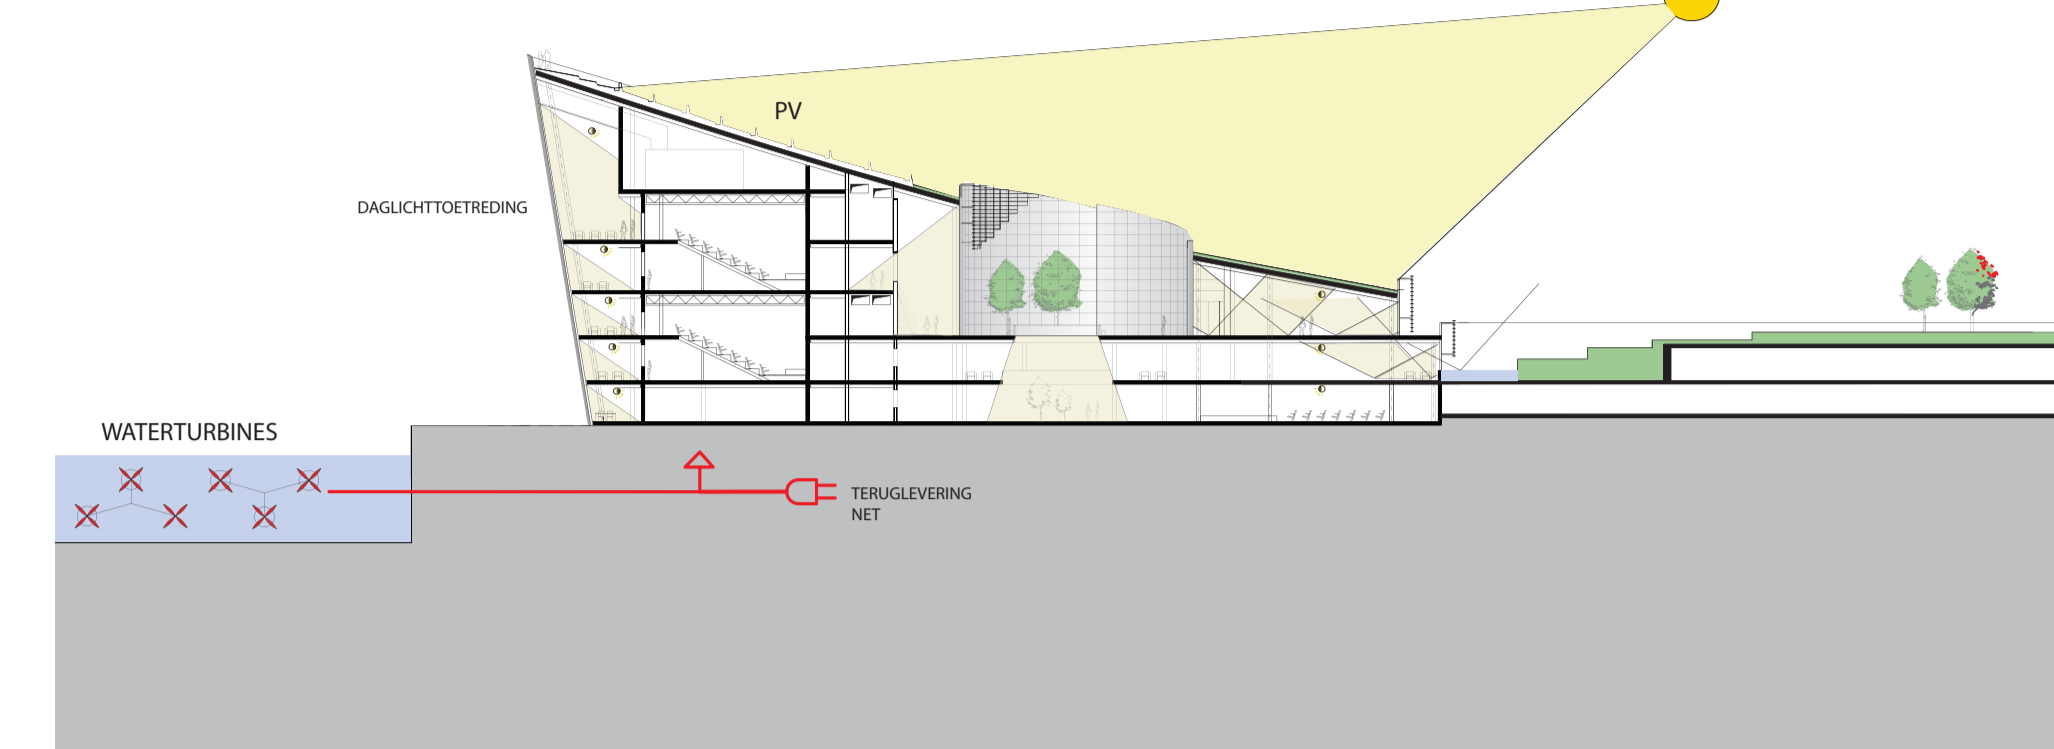 PV
DAGLICHTTOETREDING
WATERTURBINES
TERUGLEVERING
NET